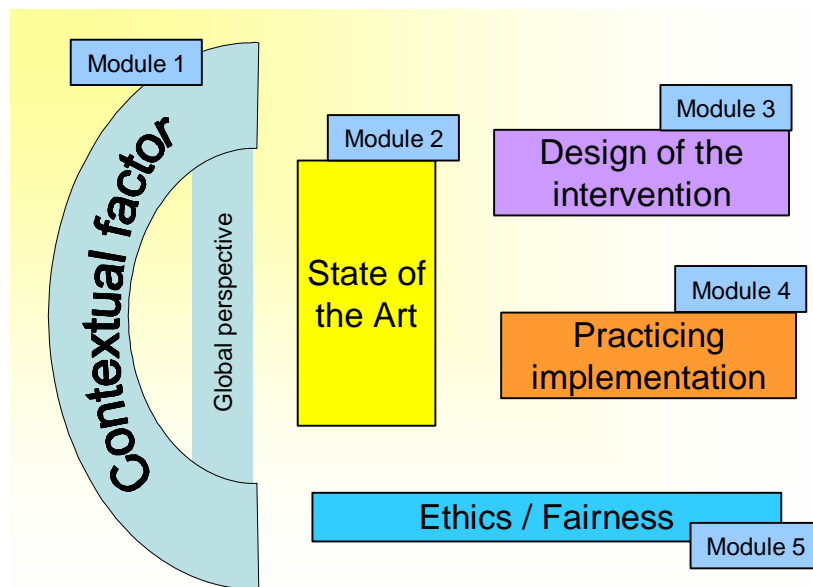 Module 1
Contextual factor
Global perspective
Module 2
State of
the Art
Module 3
Design of the
intervention
Module 4
Practicing
implementation
Ethics / Fairness
Module 5